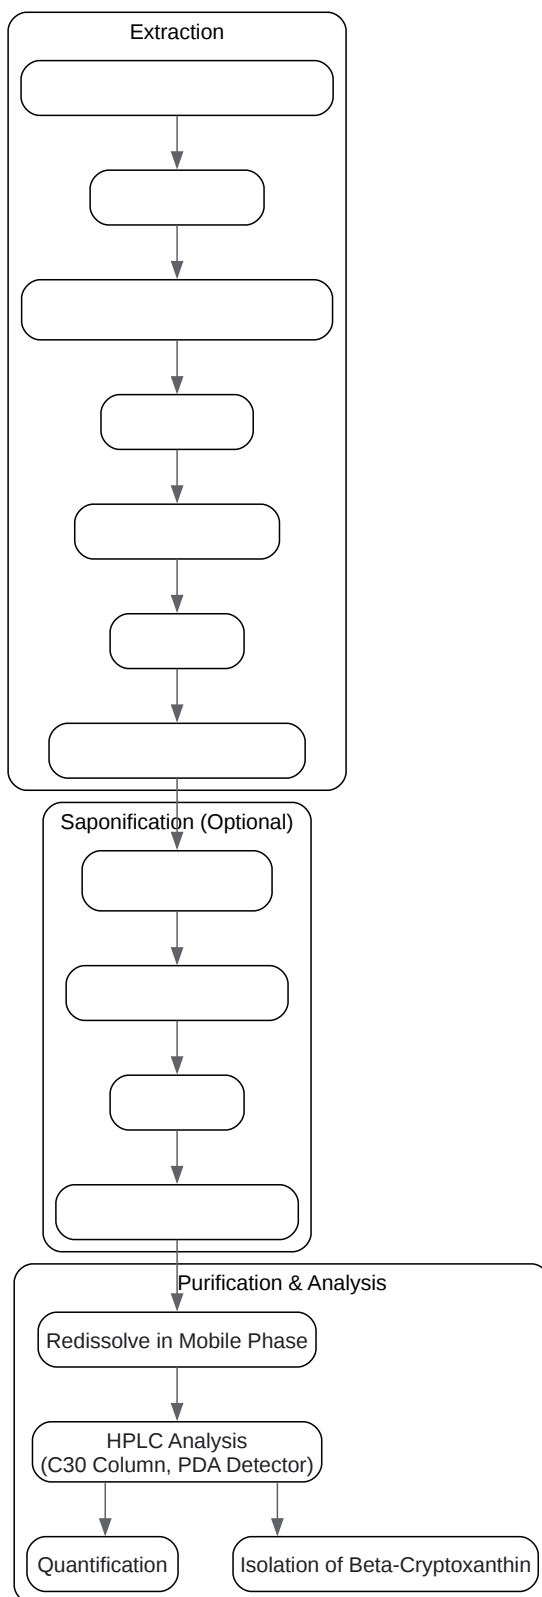 Extraction
Saponification (Optional)
Purification & Analysis
Redissolve in Mobile Phase
HPLC Analysis
(C30 Column, PDA Detector)
Quantification
Isolation of Beta-Cryptoxanthin